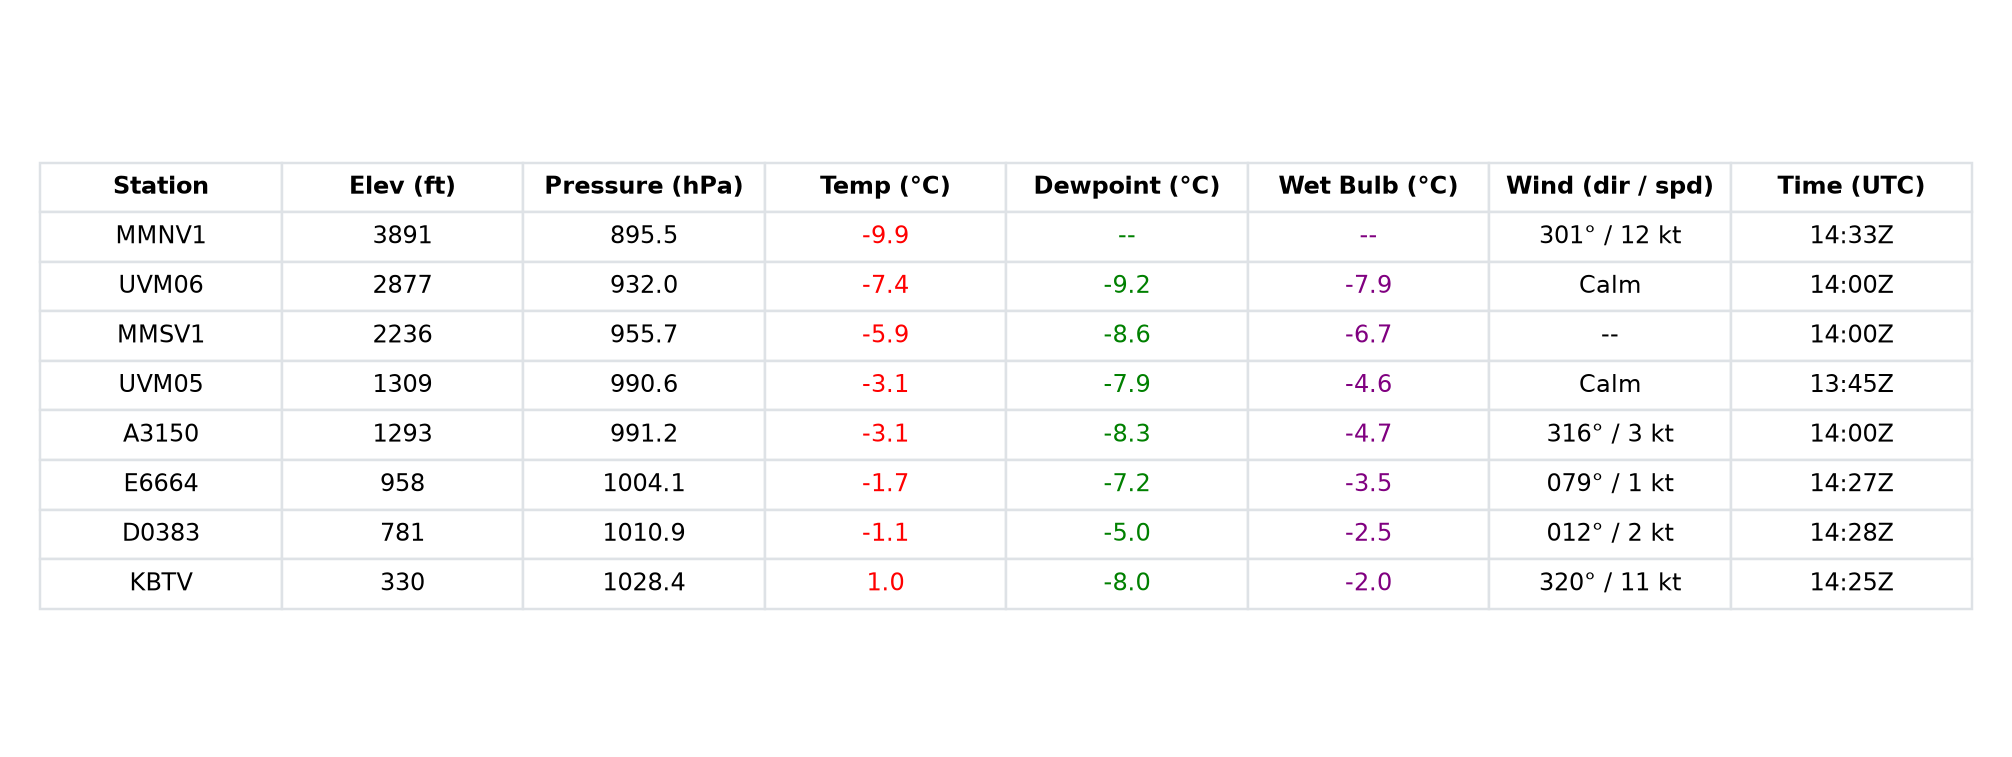 Station Elev (ft) Pressure (hPa) Temp (°C) Dewpoint (°C) Wet Bulb (°C) Wind (dir / spd) Time (UTC)
MMNV1 3891 895.5 -9.9 -- -- 301° / 12 kt 14:33Z
UVM06 2877 932.0 -7.4 -9.2 -7.9 Calm 14:00Z
MMSV1 2236 955.7 -5.9 -8.6 -6.7 -- 14:00Z
UVM05 1309 990.6 -3.1 -7.9 -4.6 Calm 13:45Z
A3150 1293 991.2 -3.1 -8.3 -4.7 316° / 3 kt 14:00Z
E6664 958 1004.1 -1.7 -7.2 -3.5 079° / 1 kt 14:27Z
D0383 781 1010.9 -1.1 -5.0 -2.5 012° / 2 kt 14:28Z
KBTV 330 1028.4 1.0 -8.0 -2.0 320° / 11 kt 14:25Z